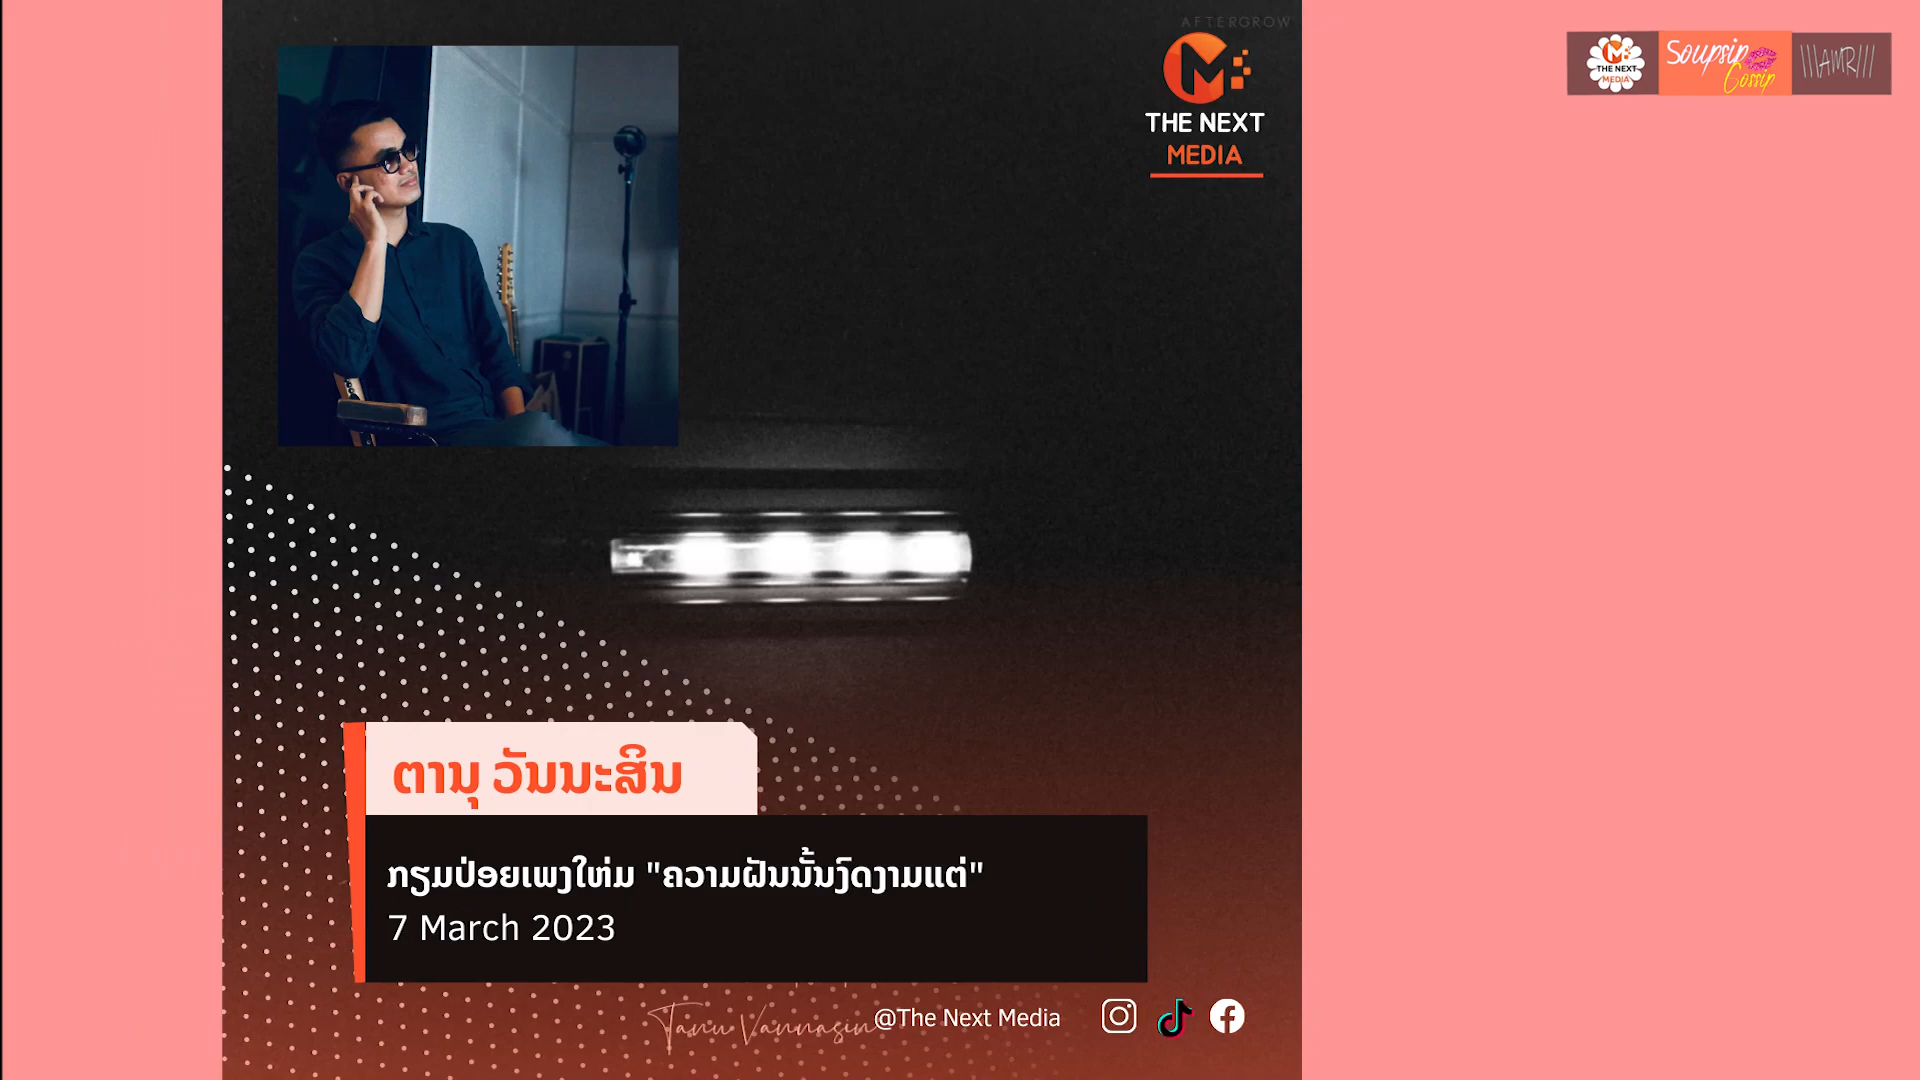 AFTERGROW
THE NEXT
MEDIA
THE NEXT
MEDIA
Soupsip
Gossip
|||AMR|||
ຕານຸ ວັນນະສິນ
ກຽມປ່ອຍເພງໃຫ່ມ "ຄວາມຝັນນັ້ນງົດງາມແຕ່"
7 March 2023
Tanu Vannasin
@The Next Media